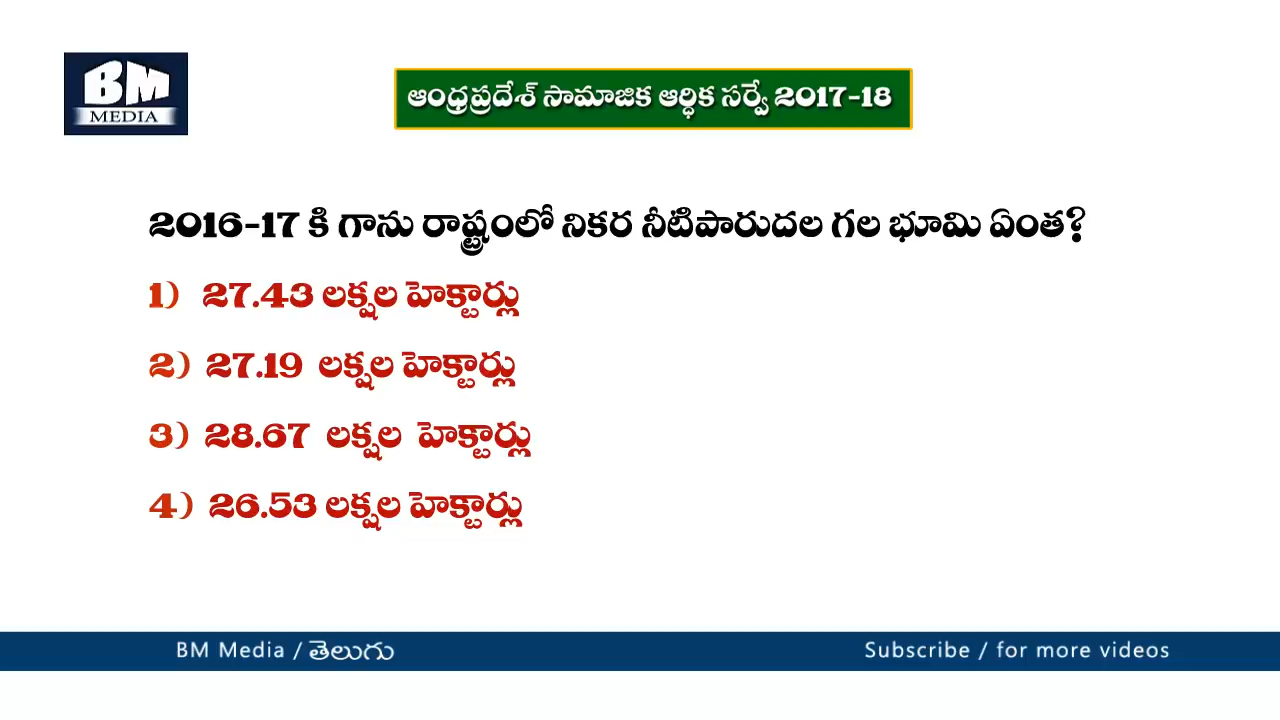 BM
MEDIA
ఆంధ్రప్రదేశ్ సామాజిక ఆర్ధిక సర్వే 2017-18
2016-17 కి గాను రాష్ట్రంలో నికర నీటిపారుదల గల భూమి ఏంత?
1) 27.43 లక్షల హెక్టార్లు
2) 27.19 లక్షల హెక్టార్లు
3) 28.67 లక్షల హెక్టార్లు
4) 26.53 లక్షల హెక్టార్లు
BM Media / తెలుగు Subscribe / for more videos